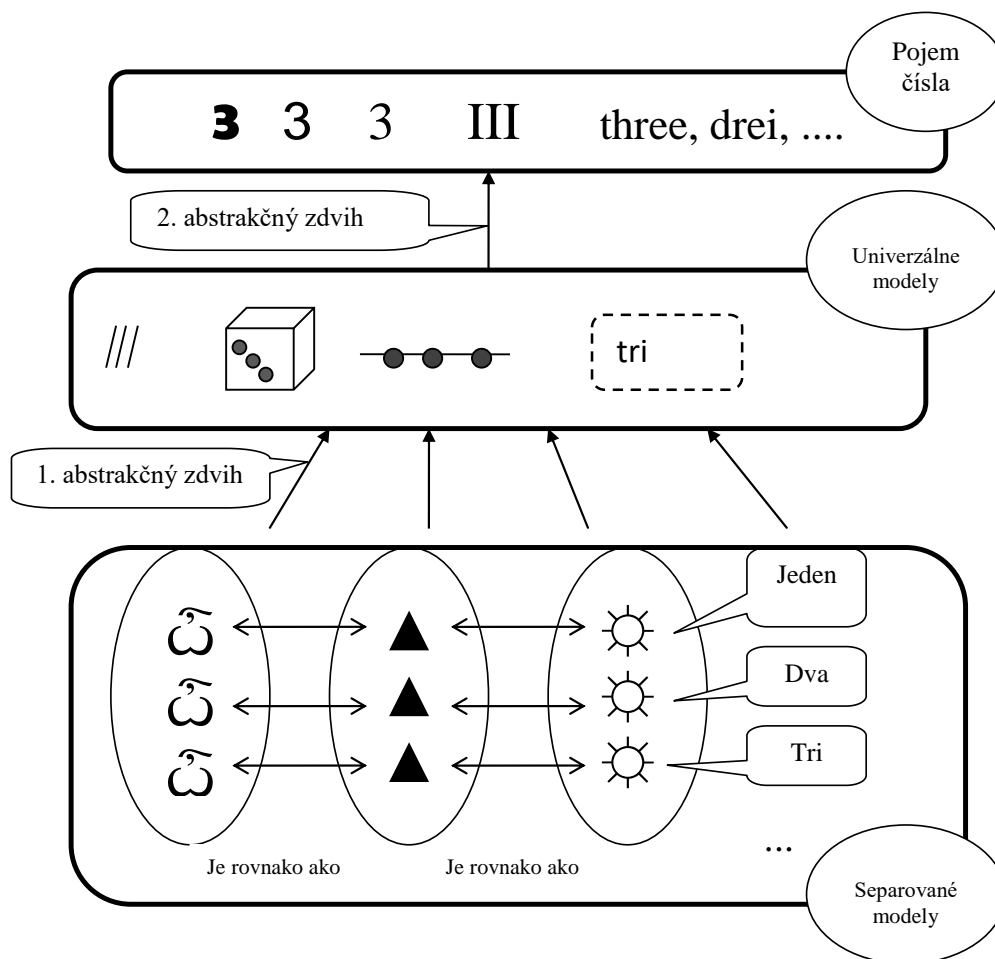 Pojem
čísla
3 3 3 III three, drei, ....
2. abstrakčný zdvih
Univerzálne
modely
tri
1. abstrakčný zdvih
Jeden
Dva
Tri
...
Je rovnako ako Je rovnako ako
Separované
modely